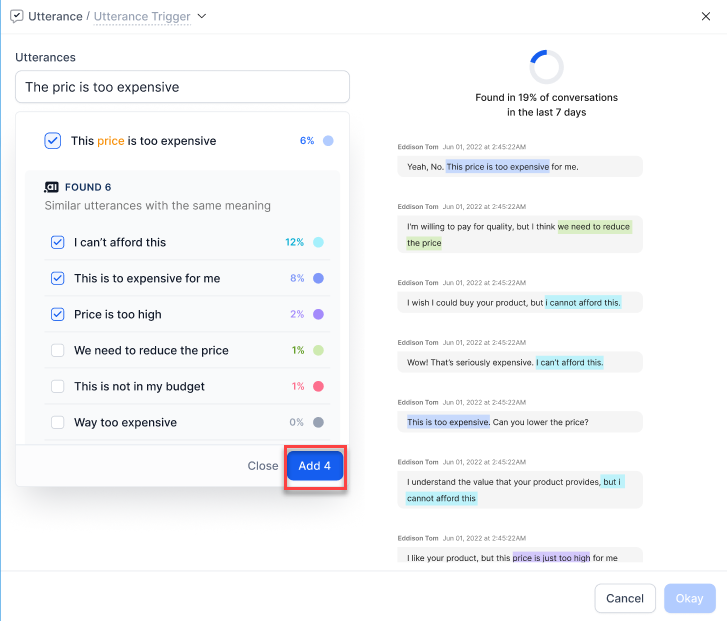 Utterance / Utterance Trigger
Utterances
The pric is too expensive
This price is too expensive 6%
.ai FOUND 6
Similar utterances with the same meaning
I can't afford this 12%
This is to expensive for me 8%
Price is too high 2%
We need to reduce the price 1%
This is not in my budget 1%
Way too expensive 0%
Close Add 4
Found in 19% of conversations
in the last 7 days
Eddison Tom Jun 01, 2022 at 2:45:22AM
Yeah, No. This price is too expensive for me.
Eddison Tom Jun 01, 2022 at 2:45:22AM
I'm willing to pay for quality, but I think we need to reduce
the price
Eddison Tom Jun 01, 2022 at 2:45:22AM
I wish I could buy your product, but i cannot afford this.
Eddison Tom Jun 01, 2022 at 2:45:22AM
Wow! That's seriously expensive. I can't afford this.
Eddison Tom Jun 01, 2022 at 2:45:22AM
This is too expensive. Can you lower the price?
Eddison Tom Jun 01, 2022 at 2:45:22AM
I understand the value that your product provides, but i
cannot afford this
Eddison Tom Jun 01, 2022 at 2:45:22AM
I like your product, but this price is just too high for me
Cancel Okay